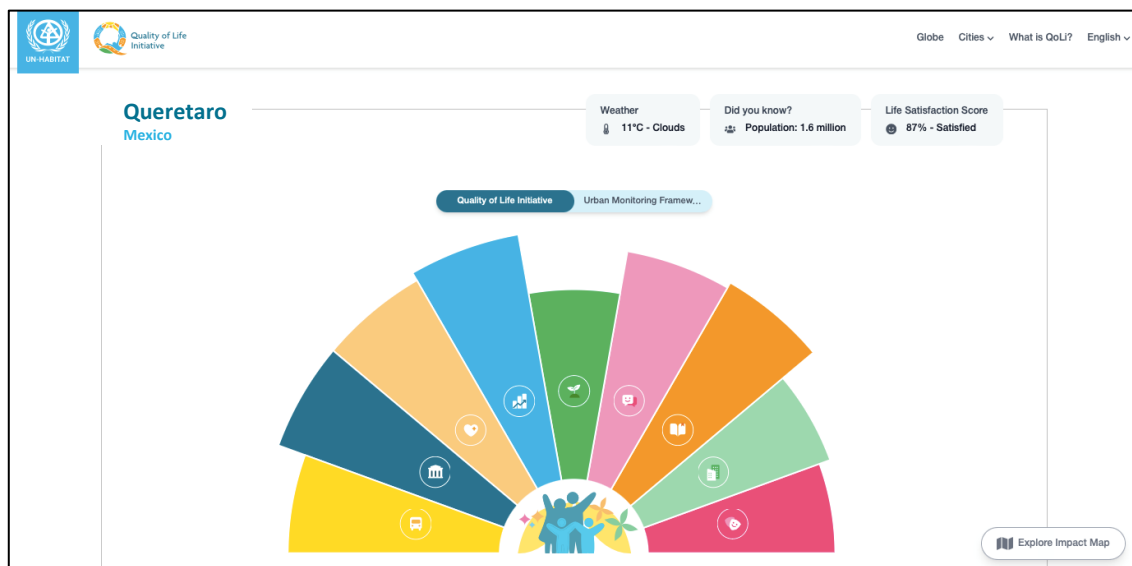 UN-HABITAT
Quality of Life
Initiative
Globe Cities What is QoLi? English
Queretaro
Mexico
Weather
11°C - Clouds
Did you know?
Population: 1.6 million
Life Satisfaction Score
87% - Satisfied
Quality of Life Initiative
Urban Monitoring Framew...
Explore Impact Map